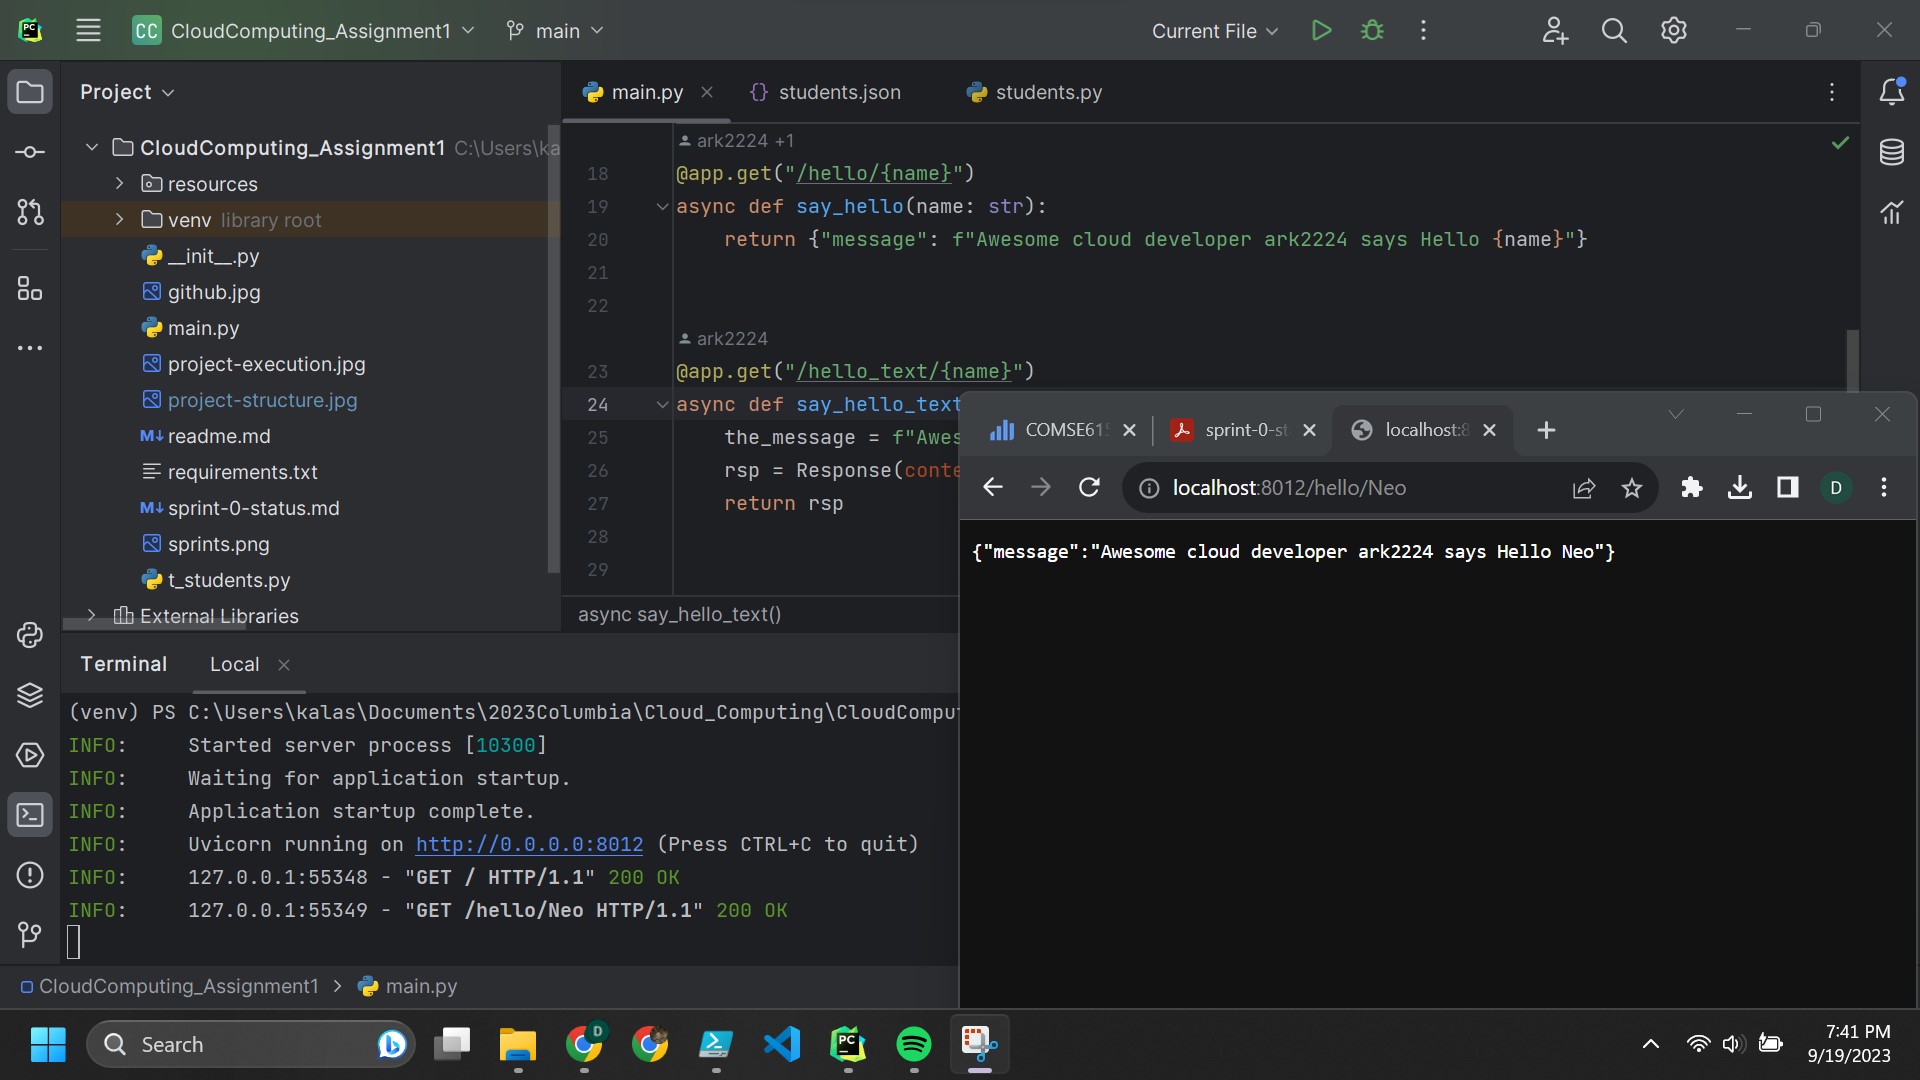 CC CloudComputing_Assignment1 main Current File
Project
CloudComputing_Assignment1 C:\Users\ka
resources
venv library root
__init__.py
github.jpg
main.py
project-execution.jpg
project-structure.jpg
readme.md
requirements.txt
sprint-0-status.md
sprints.png
t_students.py
External Libraries
main.py students.json students.py
ark2224 +1
18 @app.get("/hello/{name}")
19 async def say_hello(name: str):
20 return {"message": f"Awesome cloud developer ark2224 says Hello {name}"}
21
22
ark2224
23 @app.get("/hello_text/{name}")
24 async def say_hello_text
25 the_message = f"Awes
26 rsp = Response(conte
27 return rsp
28
29
async say_hello_text()
COMSE615 sprint-0-st localhost:8
localhost:8012/hello/Neo D
{"message":"Awesome cloud developer ark2224 says Hello Neo"}
Terminal Local
(venv) PS C:\Users\kalas\Documents\2023Columbia\Cloud_Computing\CloudComput
INFO: Started server process [10300]
INFO: Waiting for application startup.
INFO: Application startup complete.
INFO: Uvicorn running on http://0.0.0.0:8012 (Press CTRL+C to quit)
INFO: 127.0.0.1:55348 - "GET / HTTP/1.1" 200 OK
INFO: 127.0.0.1:55349 - "GET /hello/Neo HTTP/1.1" 200 OK
CloudComputing_Assignment1 > main.py
Search
7:41 PM
9/19/2023